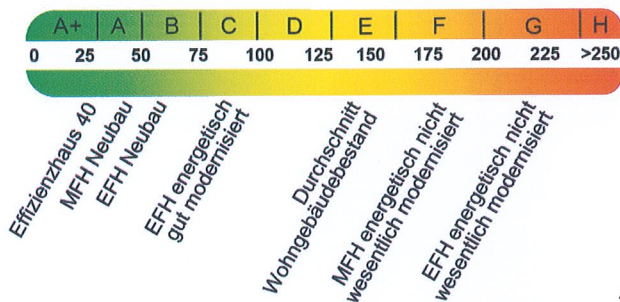 A+ A B C D E F G H
0 25 50 75 100 125 150 175 200 225 >250
Effizienzhaus 40
MFH Neubau
EFH Neubau
EFH energetisch
gut modernisiert
Durchschnitt
Wohngebäudebestand
MFH energetisch nicht
wesentlich modernisiert
EFH energetisch nicht
wesentlich modernisiert